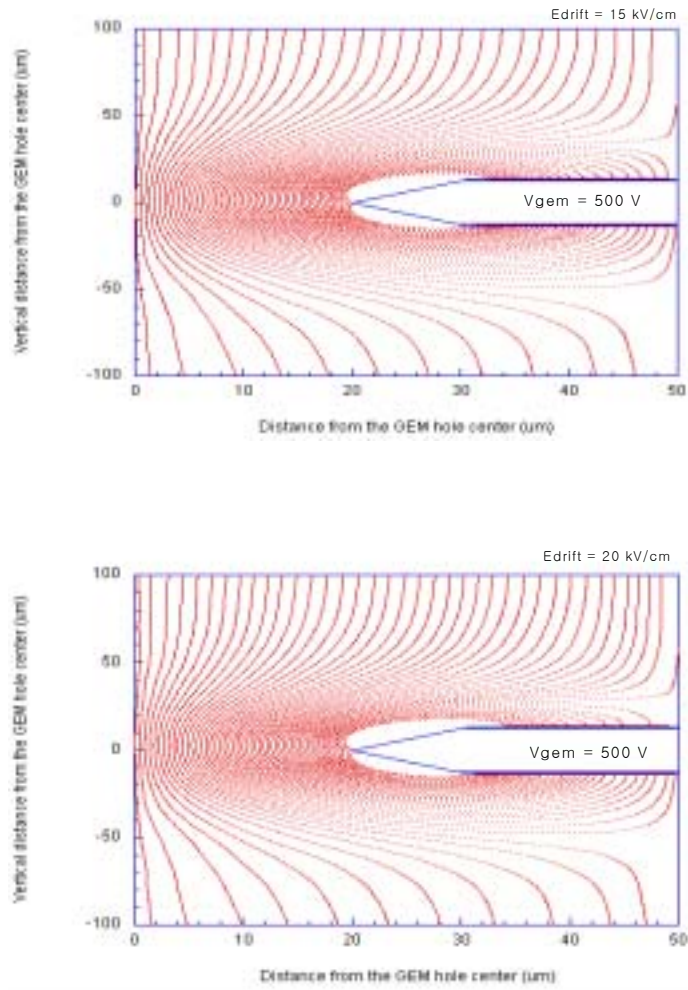 Edrift = 15 kV/cm
100
50
0
-50
-100
Vertical distance from the GEM hole center (um)
Vgem = 500 V
0 10 20 30 40 50
Distance from the GEM hole center (um)
Edrift = 20 kV/cm
100
50
0
-50
-100
Vertical distance from the GEM hole center (um)
Vgem = 500 V
0 10 20 30 40 50
Distance from the GEM hole center (um)